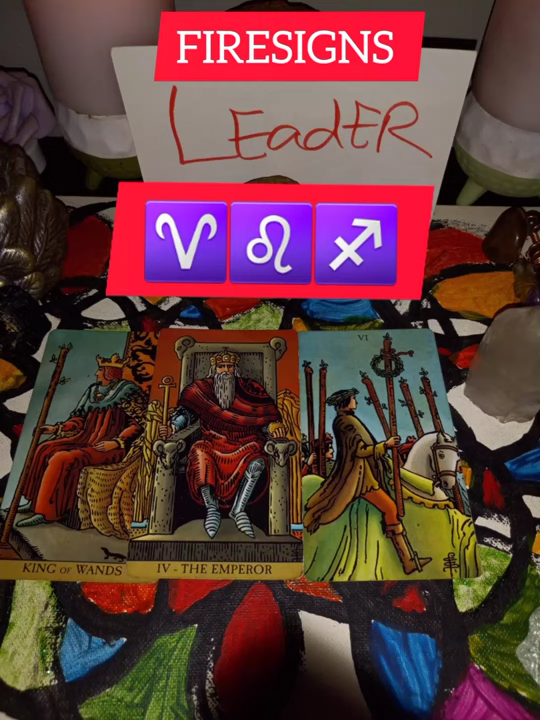 FIRESIGNS
LEadER
♈♌♐
VI
KING OF WANDS
IV - THE EMPEROR